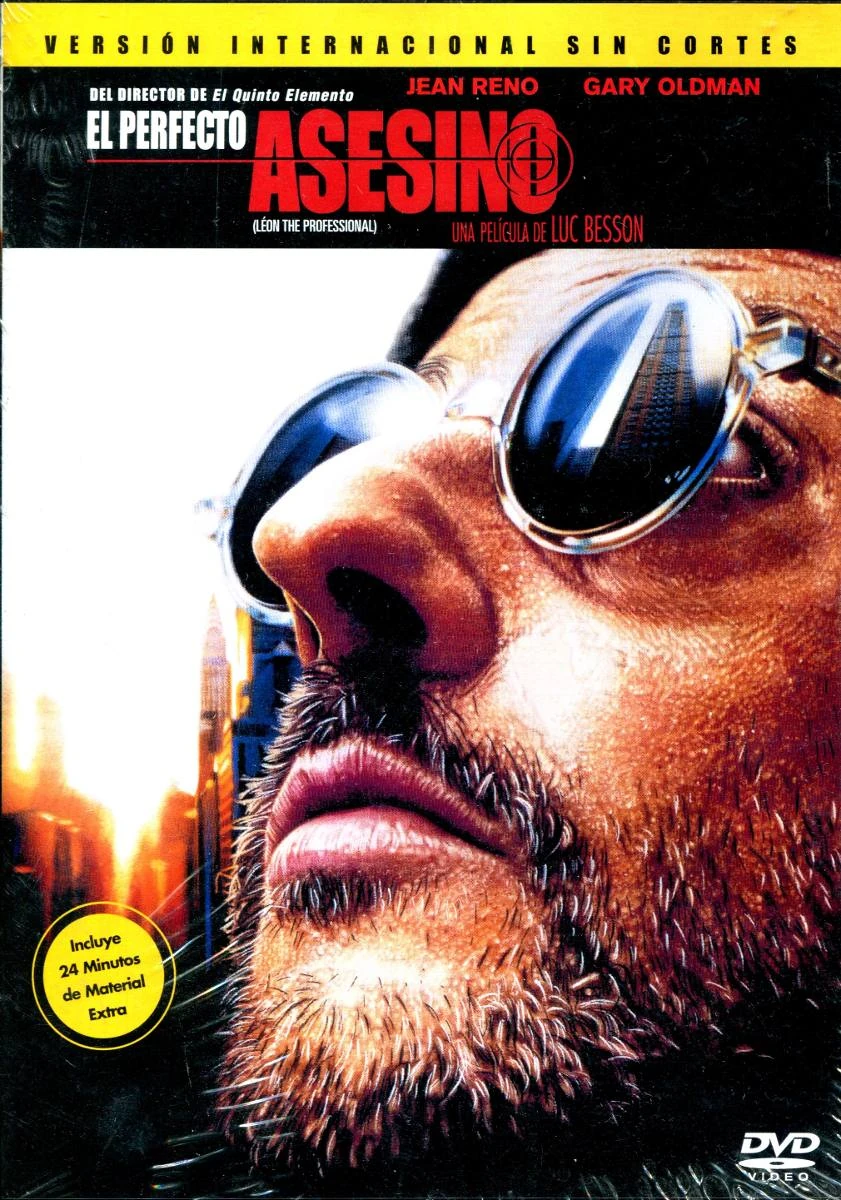 VERSIÓN INTERNACIONAL SIN CORTES
JEAN RENO GARY OLDMAN
DEL DIRECTOR DE El Quinto Elemento
EL PERFECTO ASESINO
(LÉON THE PROFESSIONAL)
UNA PELÍCULA DE LUC BESSON
Incluye
24 Minutos
de Material
Extra
DVD
VIDEO